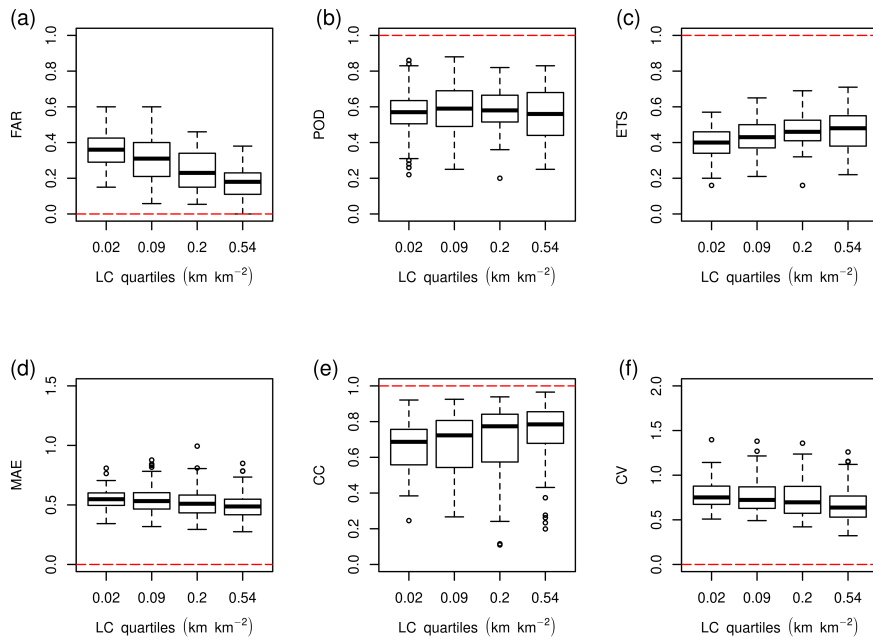 (a)
FAR
0.0 0.2 0.4 0.6 0.8 1.0
0.02 0.09 0.2 0.54
LC quartiles (km km⁻²)
(b)
POD
0.0 0.2 0.4 0.6 0.8 1.0
0.02 0.09 0.2 0.54
LC quartiles (km km⁻²)
(c)
ETS
0.0 0.2 0.4 0.6 0.8 1.0
0.02 0.09 0.2 0.54
LC quartiles (km km⁻²)
(d)
MAE
0.0 0.5 1.0 1.5
0.02 0.09 0.2 0.54
LC quartiles (km km⁻²)
(e)
CC
0.0 0.2 0.4 0.6 0.8 1.0
0.02 0.09 0.2 0.54
LC quartiles (km km⁻²)
(f)
CV
0.0 0.5 1.0 1.5 2.0
0.02 0.09 0.2 0.54
LC quartiles (km km⁻²)